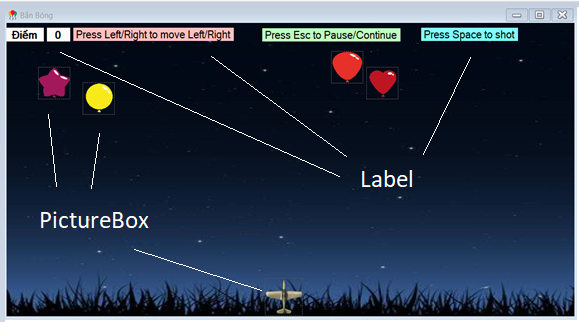 Bắn Bóng
Điểm 0 Press Left/Right to move Left/Right Press Esc to Pause/Continue Press Space to shot
Label
PictureBox